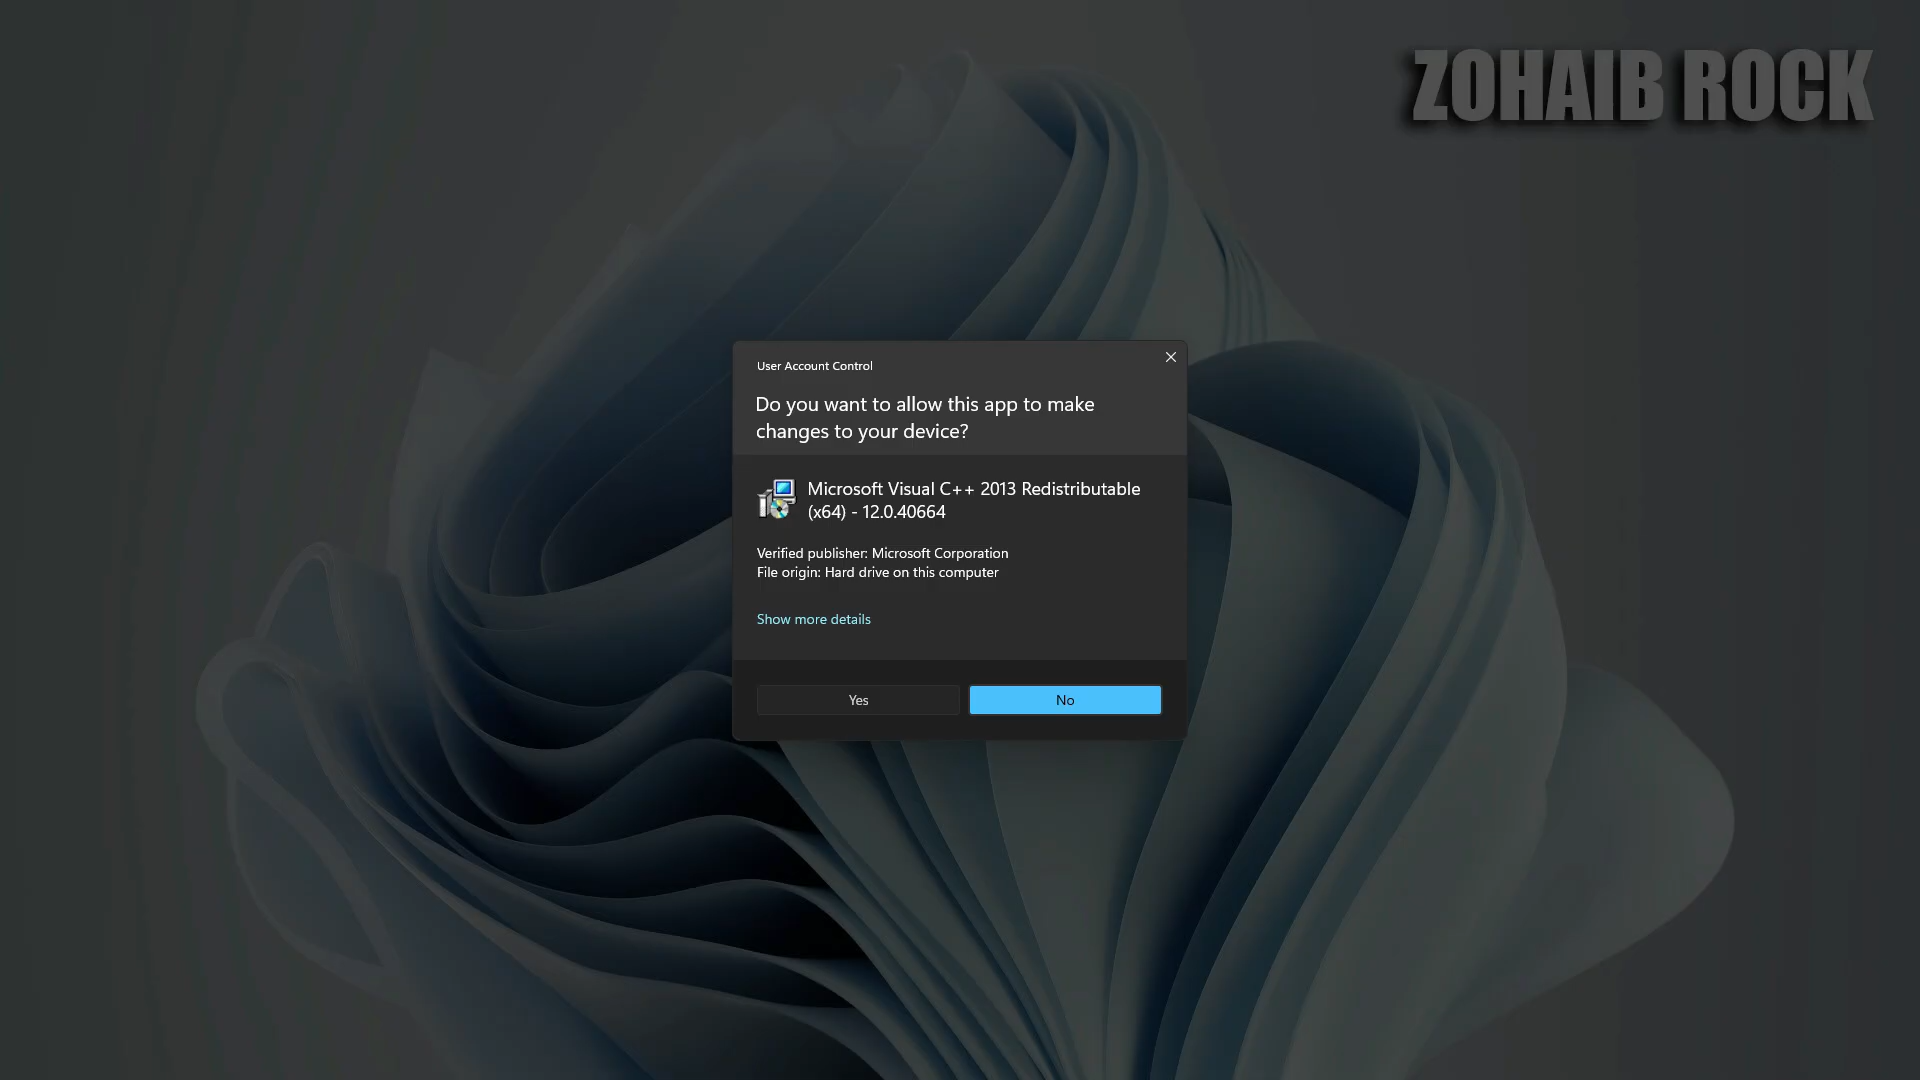 ZOHAIB ROCK
User Account Control
Do you want to allow this app to make
changes to your device?
Microsoft Visual C++ 2013 Redistributable
(x64) - 12.0.40664
Verified publisher: Microsoft Corporation
File origin: Hard drive on this computer
Show more details
Yes
No